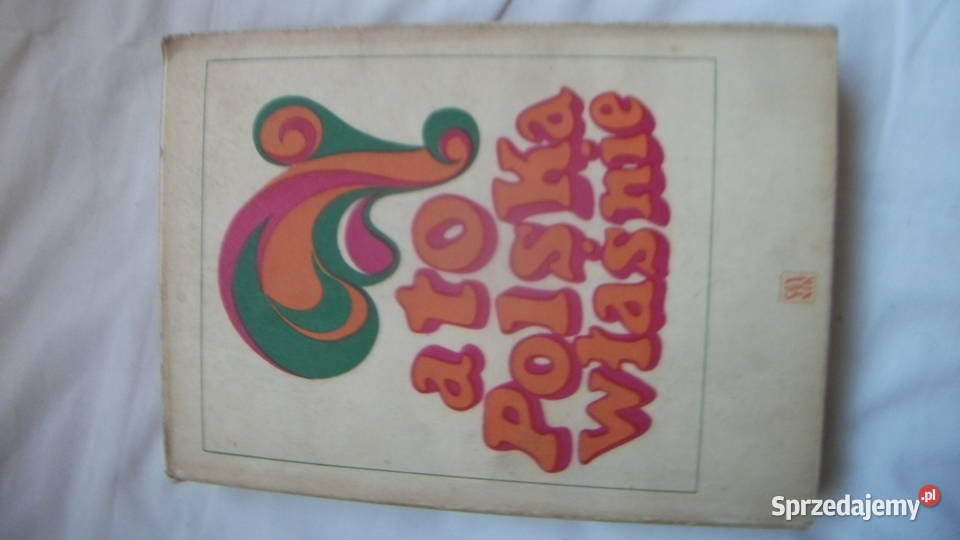 a to
Polska
właśnie
Sprzedajemy.pl